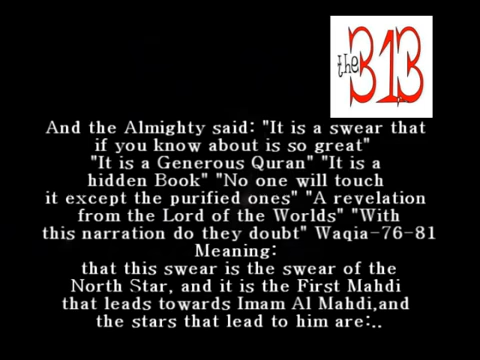 the 313
And the Almighty said: "It is a swear that
if you know about is so great"
"It is a Generous Quran" "It is a
hidden Book" "No one will touch
it except the purified ones" "A revelation
from the Lord of the Worlds" "With
this narration do they doubt" Waqia-76-81
Meaning:
that this swear is the swear of the
North Star, and it is the First Mahdi
that leads towards Imam Al Mahdi,and
the stars that lead to him are:..